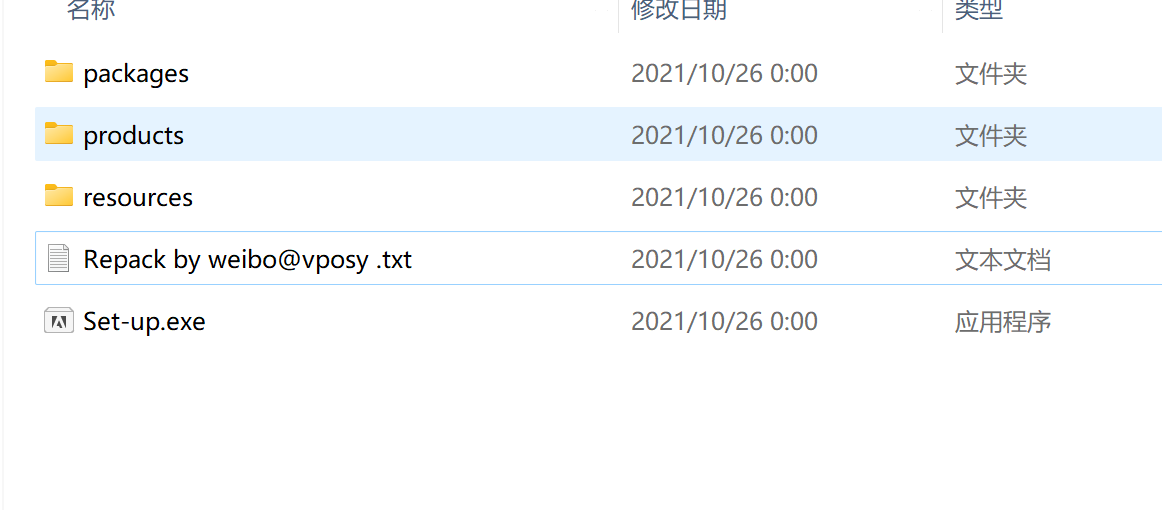 名称 修改日期 类型
packages 2021/10/26 0:00 文件夹
products 2021/10/26 0:00 文件夹
resources 2021/10/26 0:00 文件夹
Repack by weibo@vposy .txt 2021/10/26 0:00 文本文档
Set-up.exe 2021/10/26 0:00 应用程序